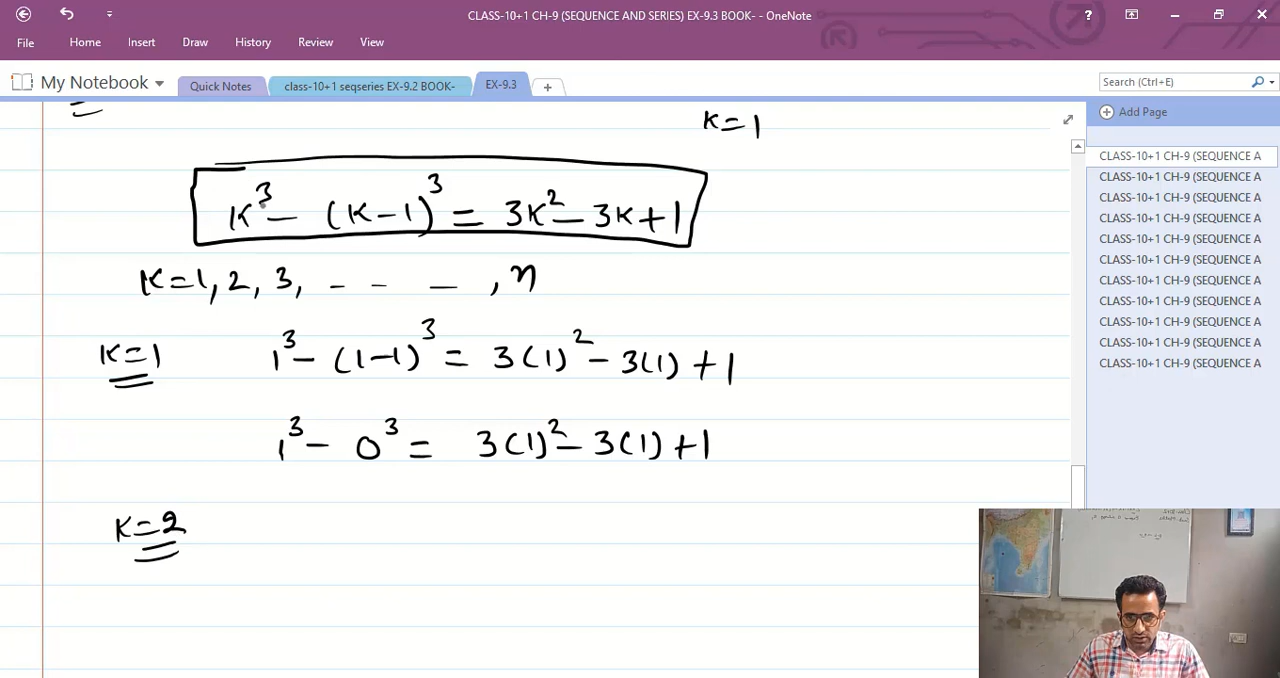 CLASS-10+1 CH-9 (SEQUENCE AND SERIES) EX-9.3 BOOK- - OneNote
File Home Insert Draw History Review View
My Notebook Quick Notes class-10+1 seqseries EX-9.2 BOOK- EX-9.3 + Search (Ctrl+E)
Add Page
CLASS-10+1 CH-9 (SEQUENCE A
CLASS-10+1 CH-9 (SEQUENCE A
CLASS-10+1 CH-9 (SEQUENCE A
CLASS-10+1 CH-9 (SEQUENCE A
CLASS-10+1 CH-9 (SEQUENCE A
CLASS-10+1 CH-9 (SEQUENCE A
CLASS-10+1 CH-9 (SEQUENCE A
CLASS-10+1 CH-9 (SEQUENCE A
CLASS-10+1 CH-9 (SEQUENCE A
CLASS-10+1 CH-9 (SEQUENCE A
CLASS-10+1 CH-9 (SEQUENCE A
K=1
K³ - (K-1)³ = 3K² - 3K+1
K=1, 2, 3, - - - , n
K=1 1³ - (1-1)³ = 3(1)² - 3(1) + 1
1³ - 0³ = 3(1)² - 3(1) + 1
K=2